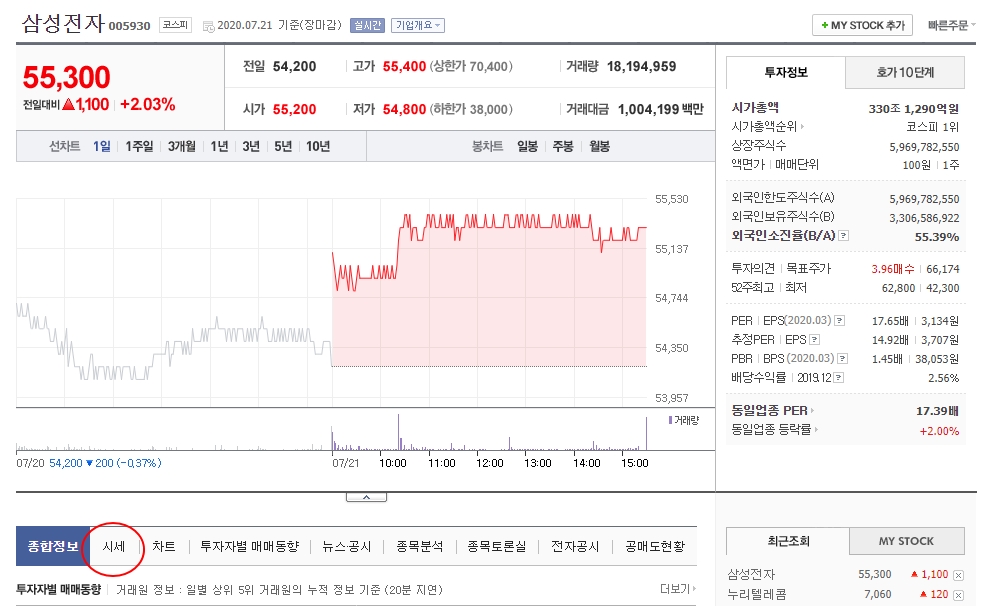 삼성전자 005930 코스피 2020.07.21 기준(장마감) 실시간 기업개요
+ MY STOCK 추가 빠른주문
55,300
전일대비 ▲1,100 +2.03%
전일 54,200 고가 55,400 (상한가 70,400) 거래량 18,194,959
시가 55,200 저가 54,800 (하한가 38,000) 거래대금 1,004,199 백만
선차트 1일 1주일 3개월 1년 3년 5년 10년 봉차트 일봉 주봉 월봉
55,530
55,137
54,744
54,350
53,957
거래량
07/20 54,200 ▼ 200 (-0,37%) 07/21 10:00 11:00 12:00 13:00 14:00 15:00
투자정보 호가 10단계
시가총액 330조 1,290억원
시가총액순위 코스피 1위
상장주식수 5,969,782,550
액면가 매매단위 100원 1주
외국인한도주식수(A) 5,969,782,550
외국인보유주식수(B) 3,306,586,922
외국인소진율(B/A) ? 55.39%
투자의견 목표주가 3.96매수 66,174
52주최고 최저 62,800 42,300
PER EPS(2020.03) ? 17.65배 3,134원
추정PER EPS ? 14.92배 3,707원
PBR BPS (2020.03) ? 1.45배 38,053원
배당수익률 2019.12 ? 2.56%
동일업종 PER 17.39배
동일업종 등락률 +2.00%
종합정보 시세 차트 투자자별 매매동향 뉴스·공시 종목분석 종목토론실 전자공시 공매도현황
투자자별 매매동향 거래원 정보 : 일별 상위 5위 거래원의 누적 정보 기준 (20분 지연) 더보기
최근조회 MY STOCK
삼성전자 55,300 ▲ 1,100
누리텔레콤 7,060 ▲ 120